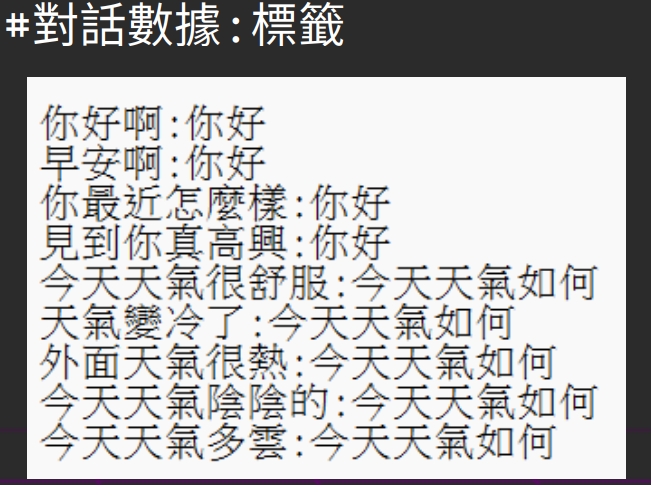 #對話數據:標籤
你好啊:你好
早安啊:你好
你最近怎麼樣:你好
見到你真高興:你好
今天天氣很舒服:今天天氣如何
天氣變冷了:今天天氣如何
外面天氣很熱:今天天氣如何
今天天氣陰陰的:今天天氣如何
今天天氣多雲:今天天氣如何